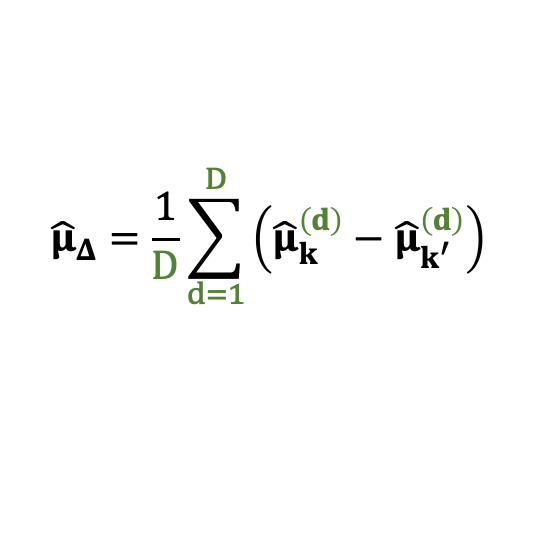 μ̂_Δ = 1/D ∑_{d=1}^{D} (μ̂_k^{(d)} − μ̂_{k′}^{(d)})